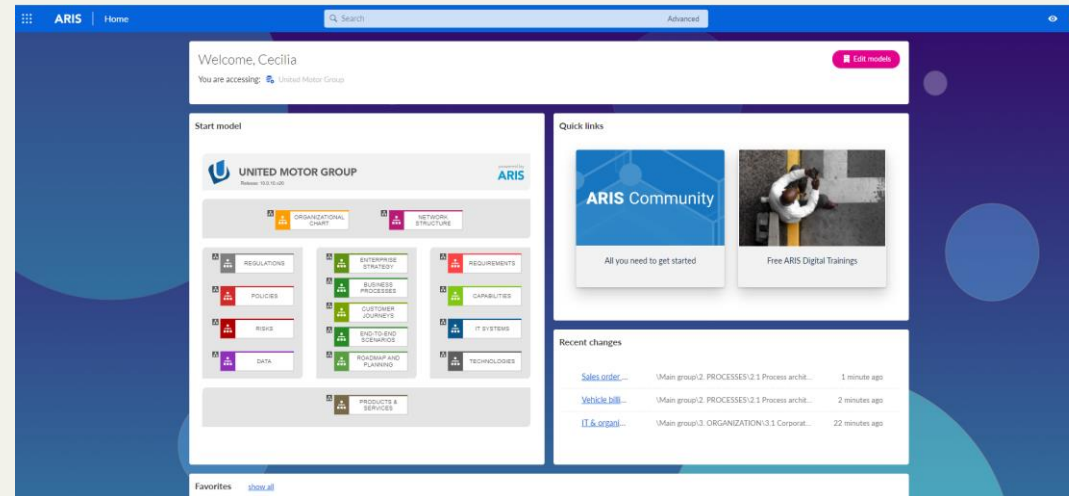 ARIS
Home
Search
Advanced
Welcome, Cecilia
Edit models
You are accessing: United Motor Group
Start model
UNITED MOTOR GROUP
powered by
ARIS
ORGANIZATIONAL
CHART
NETWORK
STRUCTURE
REGULATIONS
POLICIES
RISKS
DATA
ENTERPRISE
STRATEGY
BUSINESS
PROCESSES
CUSTOMER
JOURNEYS
END-TO-END
SCENARIOS
ROADMAP AND
PLANNING
REQUIREMENTS
CAPABILITIES
IT SYSTEMS
TECHNOLOGIES
PRODUCTS &
SERVICES
Quick links
ARIS Community
All you need to get started
Free ARIS Digital Trainings
Recent changes
Sales order ... \Main group\2. PROCESSES\2.1 Process archit... 1 minute ago
Vehicle billi... \Main group\2. PROCESSES\2.1 Process archit... 2 minutes ago
IT & organi... \Main group\3. ORGANIZATION\3.1 Corporat... 22 minutes ago
Favorites show all